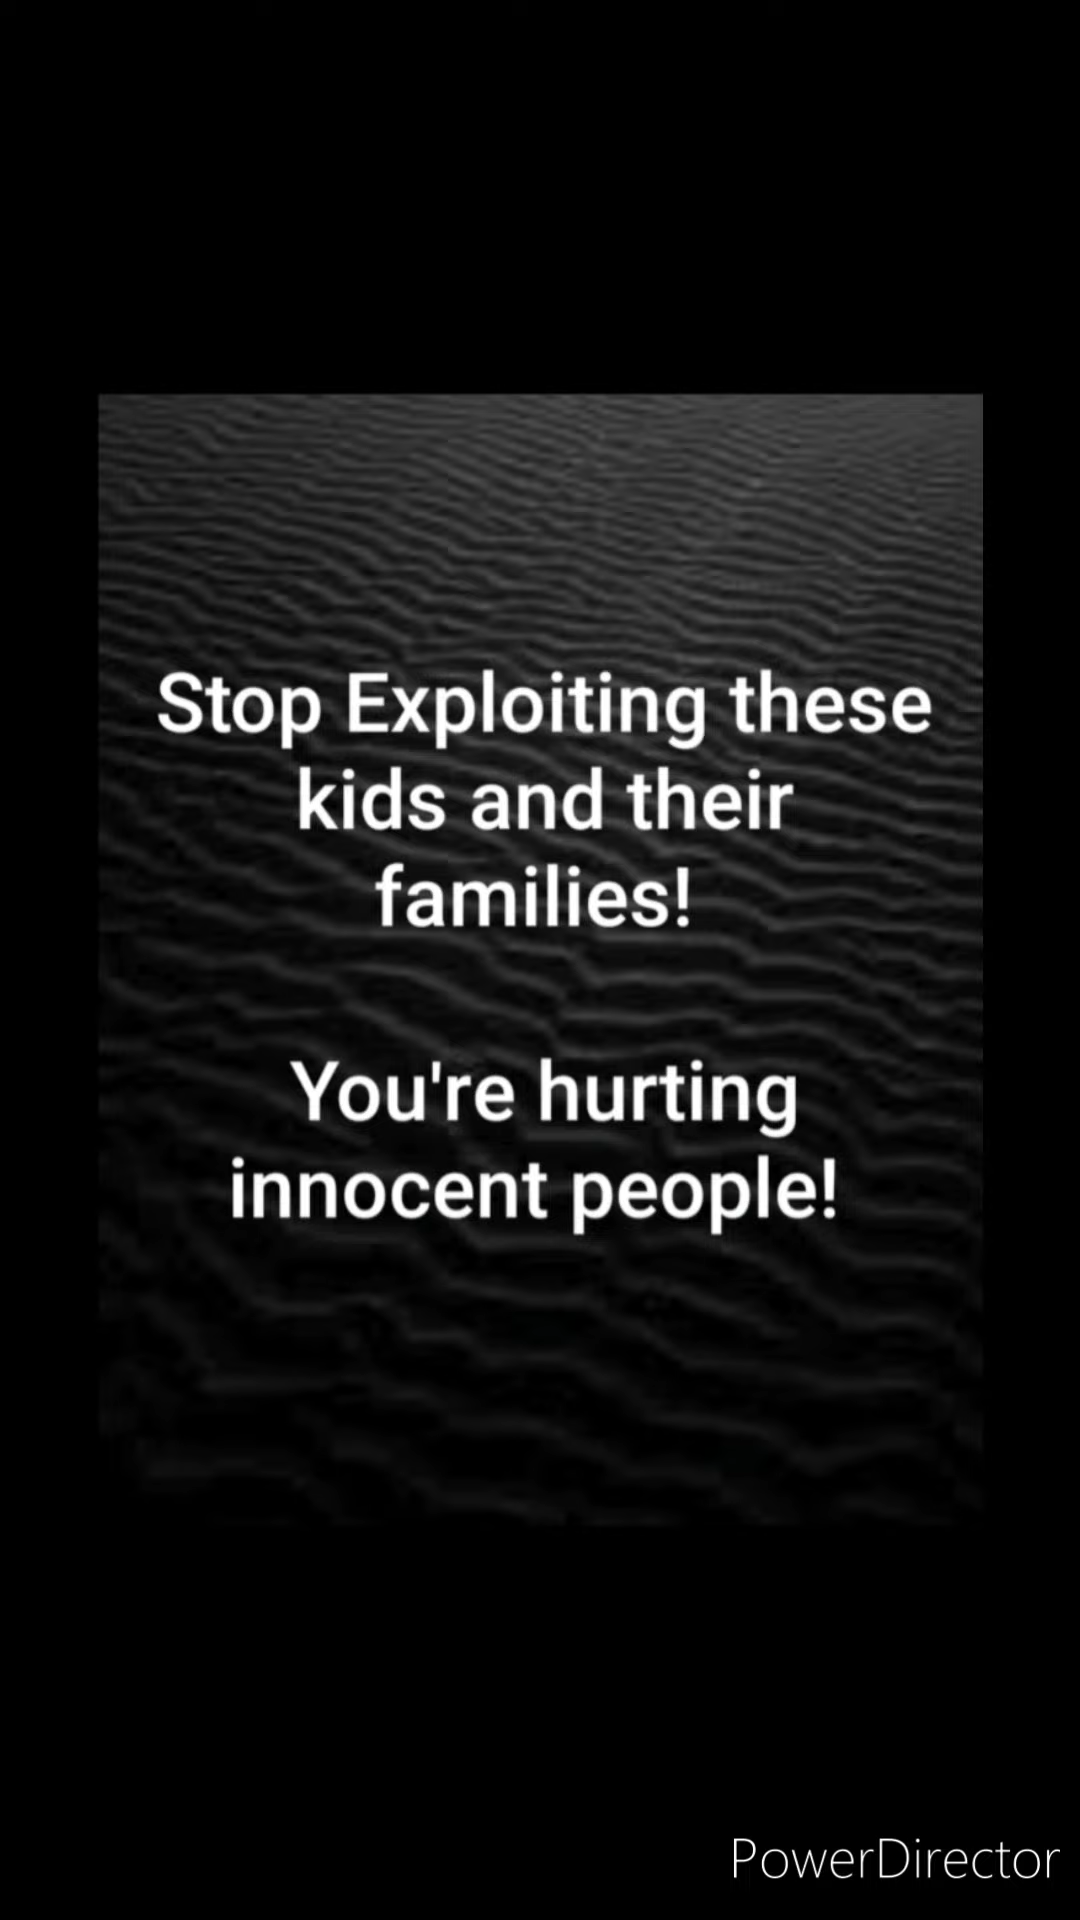 Stop Exploiting these
kids and their
families!
You're hurting
innocent people!
PowerDirector